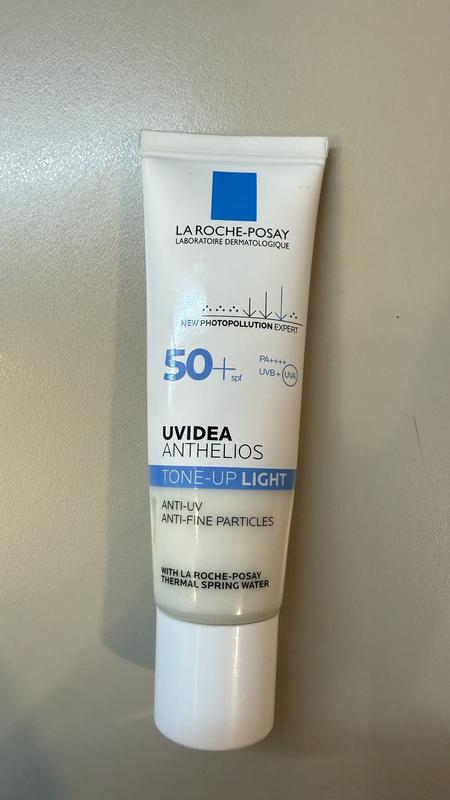 LA ROCHE-POSAY
LABORATOIRE DERMATOLOGIQUE
NEW PHOTOPOLLUTION EXPERT
50+ spf
PA++++
UVB + UVA
UVIDEA
ANTHELIOS
TONE-UP LIGHT
ANTI-UV
ANTI-FINE PARTICLES
WITH LA ROCHE-POSAY
THERMAL SPRING WATER